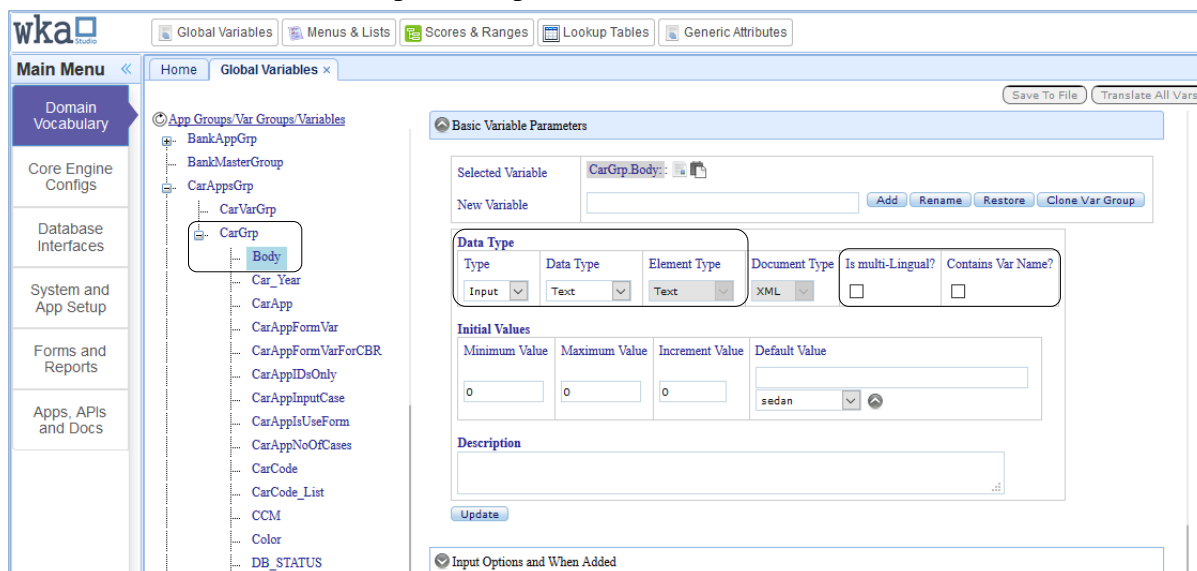 wka
Studio
Global Variables
Menus & Lists
Scores & Ranges
Lookup Tables
Generic Attributes
Main Menu «
Home
Global Variables ×
Save To File
Translate All Vars
Domain
Vocabulary
Core Engine
Configs
Database
Interfaces
System and
App Setup
Forms and
Reports
Apps, APIs
and Docs
App Groups/Var Groups/Variables
BankAppGrp
BankMasterGroup
CarAppsGrp
CarVarGrp
CarGrp
Body
Car_Year
CarApp
CarAppFormVar
CarAppFormVarForCBR
CarAppIDsOnly
CarAppInputCase
CarAppIsUseForm
CarAppNoOfCases
CarCode
CarCode_List
CCM
Color
DB_STATUS
Basic Variable Parameters
Selected Variable CarGrp.Body: :
New Variable
Add Rename Restore Clone Var Group
Data Type
Type Data Type Element Type Document Type Is multi-Lingual? Contains Var Name?
Input Text Text XML
Initial Values
Minimum Value Maximum Value Increment Value Default Value
0 0 0
sedan
Description
Update
Input Options and When Added